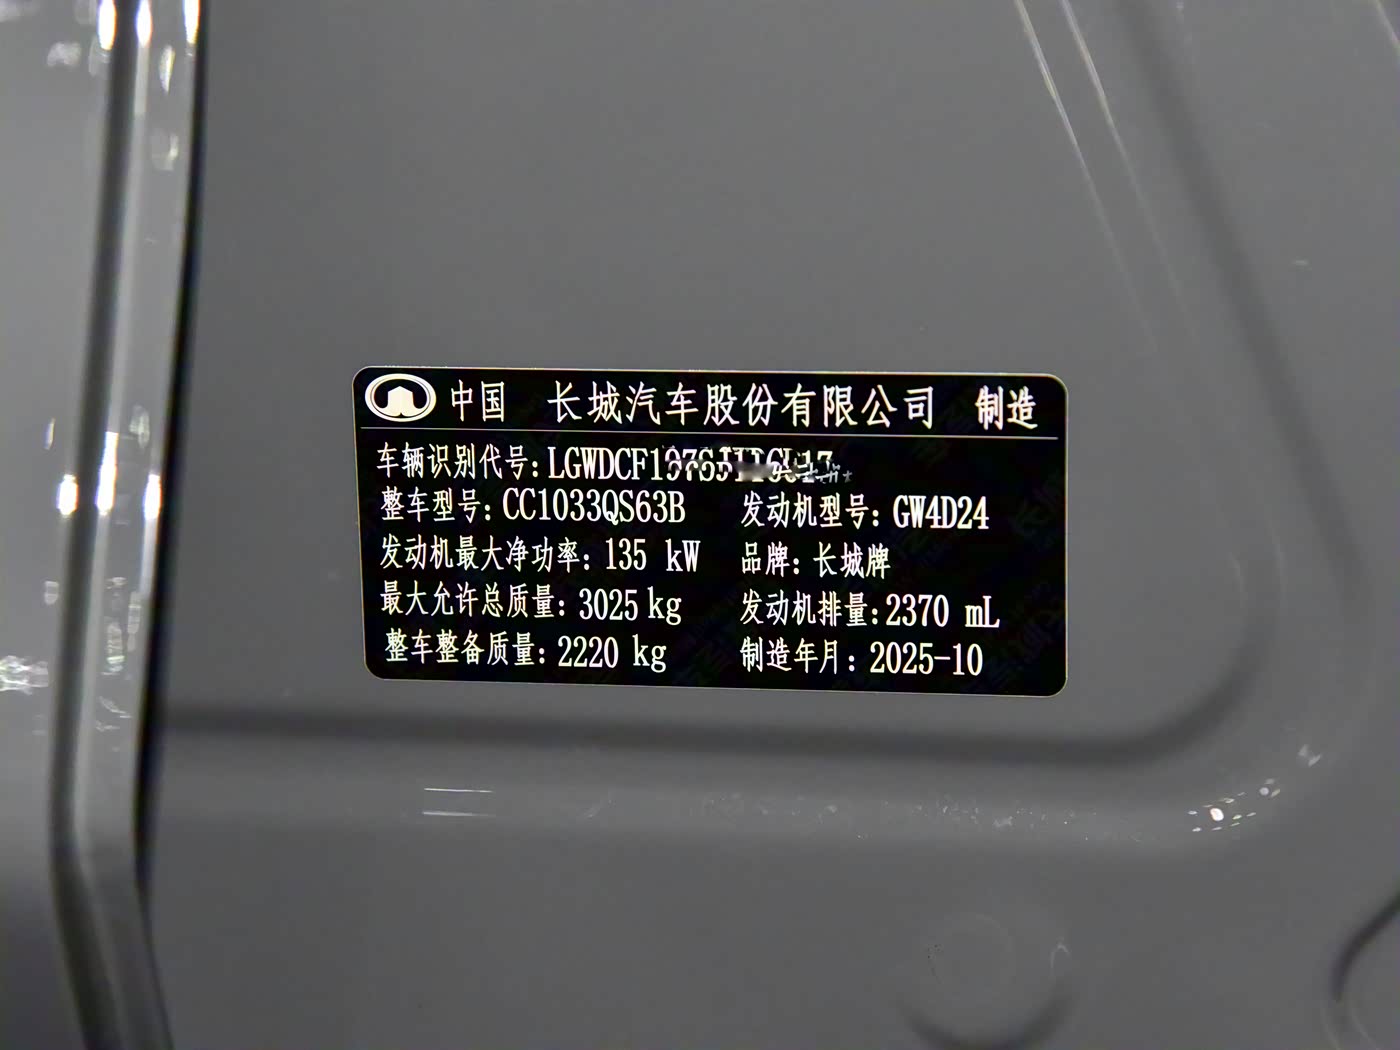 中国 长城汽车股份有限公司 制造
车辆识别代号：LGWDCF197S
整车型号：CC1033QS63B 发动机型号：GW4D24
发动机最大净功率：135 kW 品牌：长城牌
最大允许总质量：3025 kg 发动机排量：2370 mL
整车整备质量：2220 kg 制造年月：2025-10